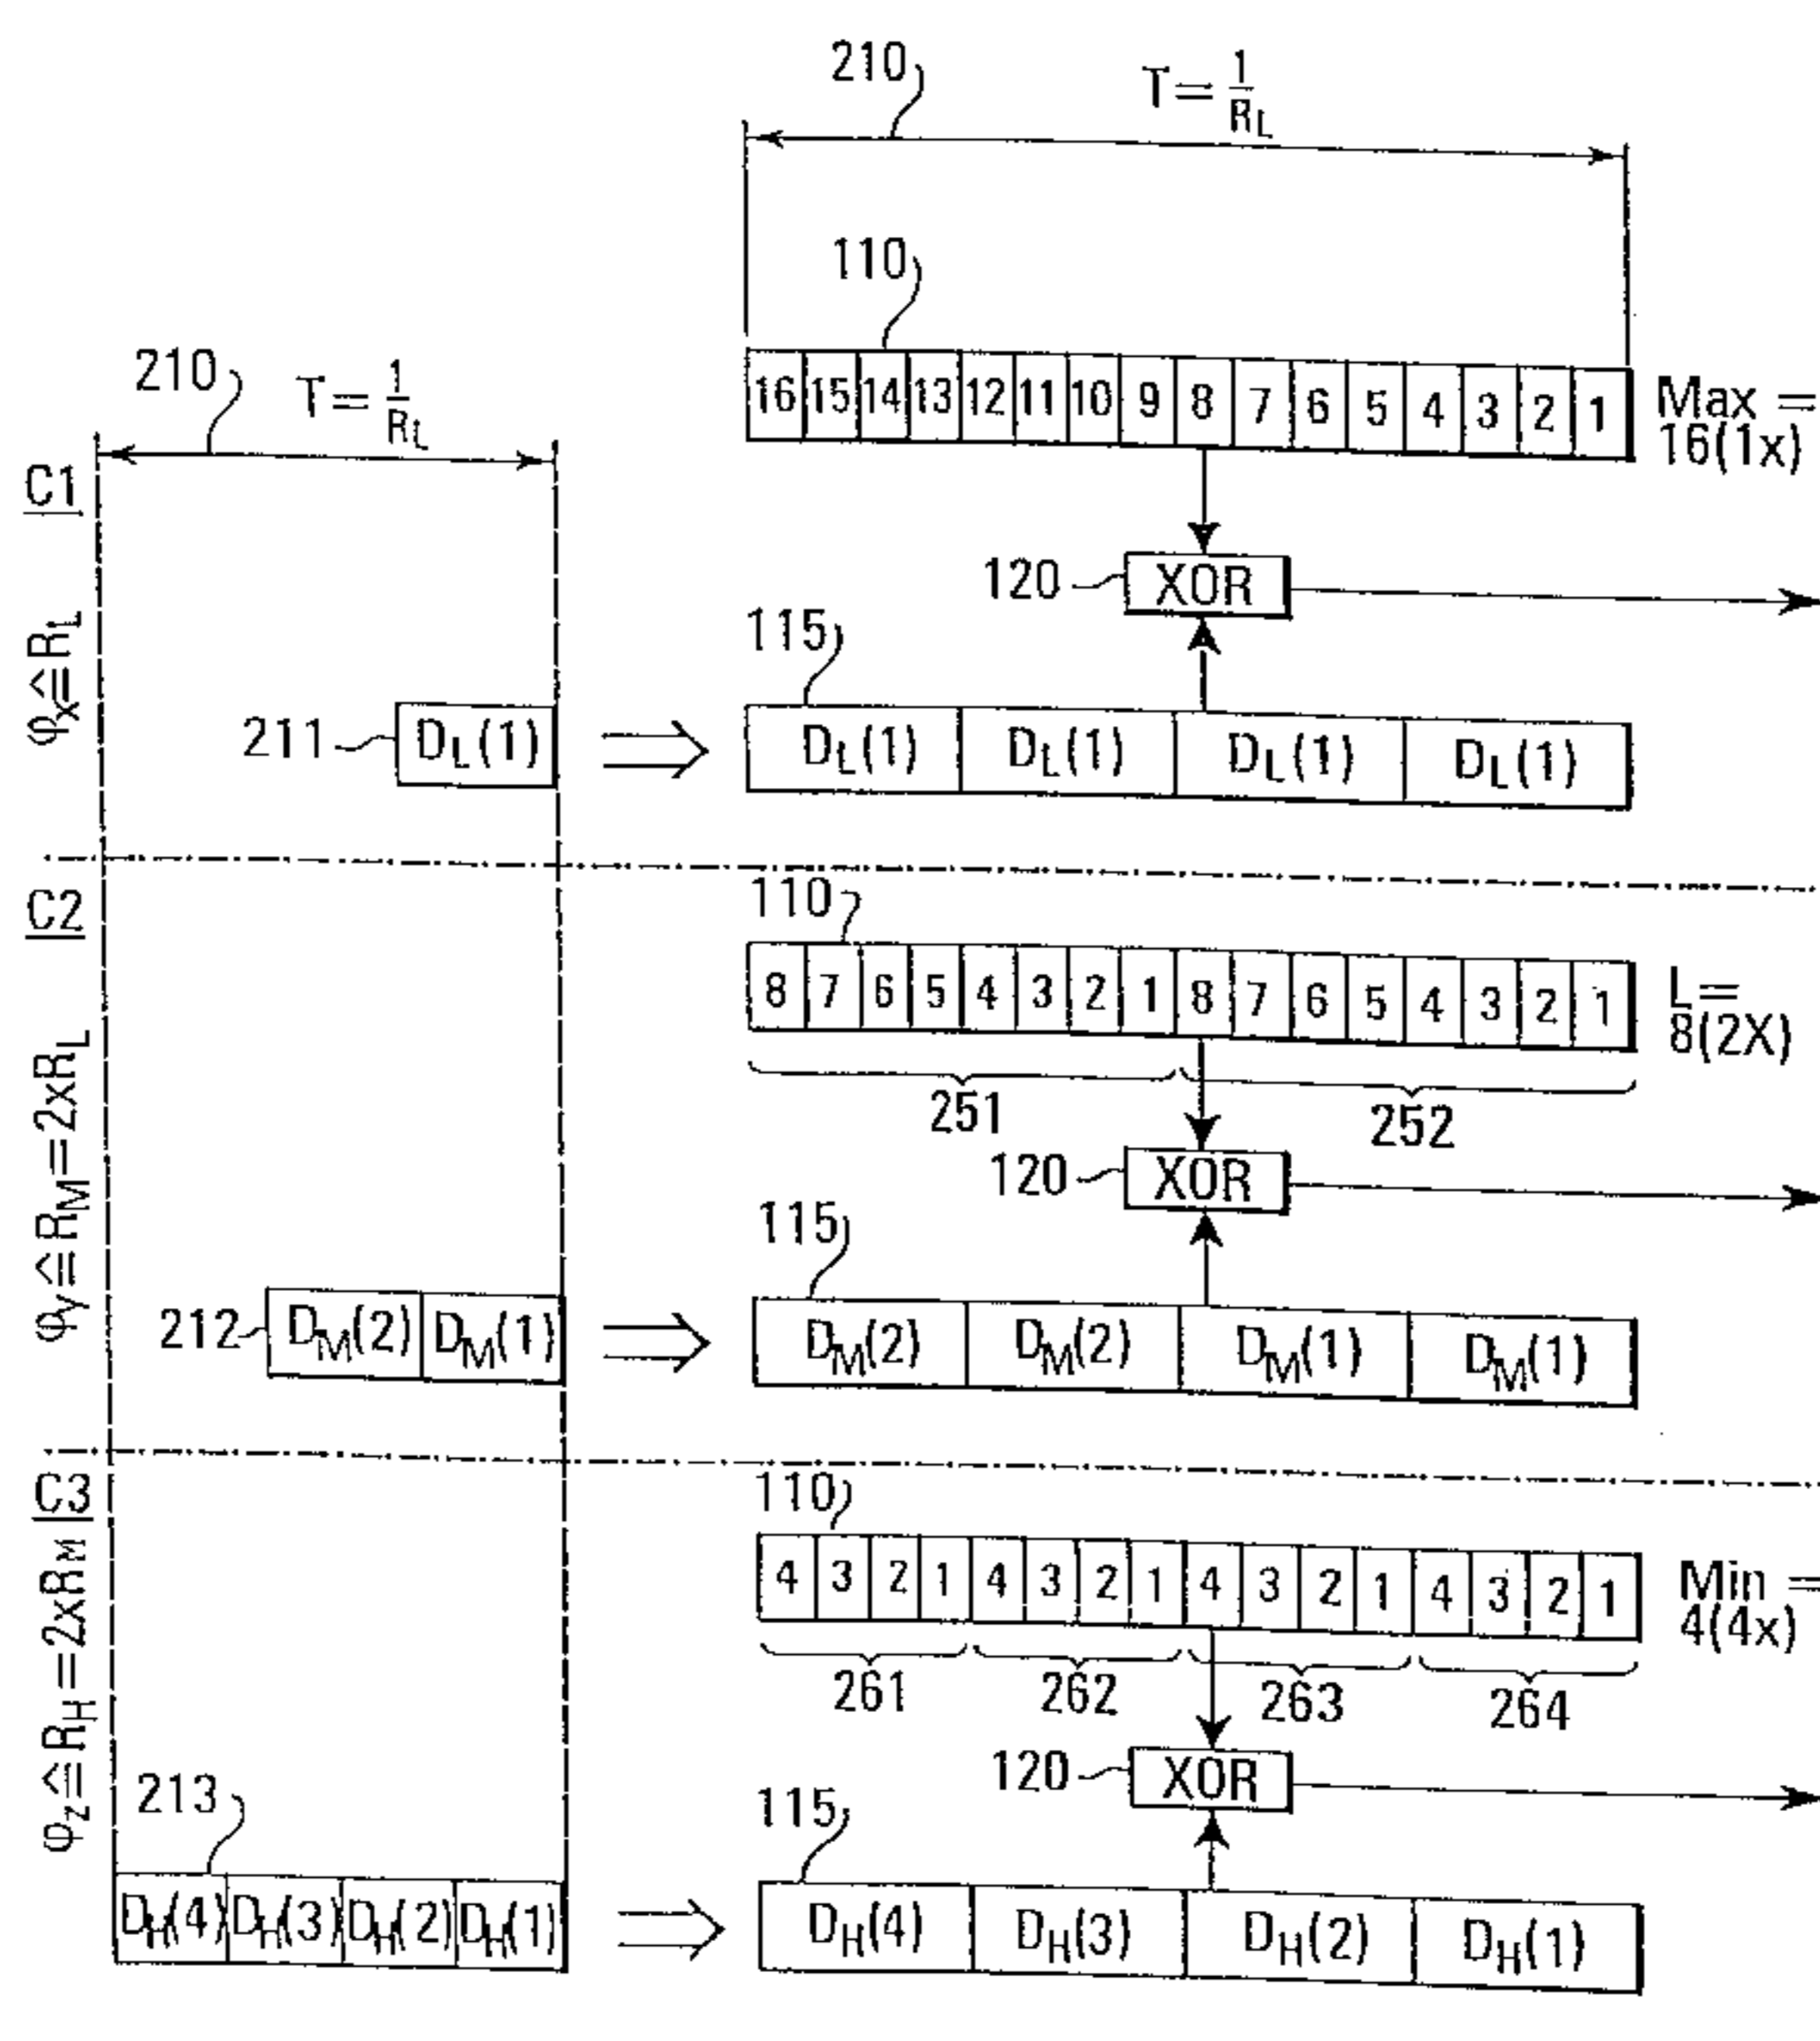 210
T = 1/R_L
110
16 15 14 13 12 11 10 9 8 7 6 5 4 3 2 1
Max =
16(1x)
210
T = 1/R_L
C1
120
XOR
φ_x ≙ R_L
115
211
D_L(1)
D_L(1) D_L(1) D_L(1) D_L(1)
C2
110
8 7 6 5 4 3 2 1 8 7 6 5 4 3 2 1
L =
8(2X)
251 252
120
XOR
φ_y ≙ R_M = 2xR_L
115
212
D_M(2) D_M(1)
D_M(2) D_M(2) D_M(1) D_M(1)
C3
110
4 3 2 1 4 3 2 1 4 3 2 1 4 3 2 1
Min =
4(4x)
261 262 263 264
120
XOR
φ_z ≙ R_H = 2xR_M
213
115
D_H(4) D_H(3) D_H(2) D_H(1)
D_H(4) D_H(3) D_H(2) D_H(1)